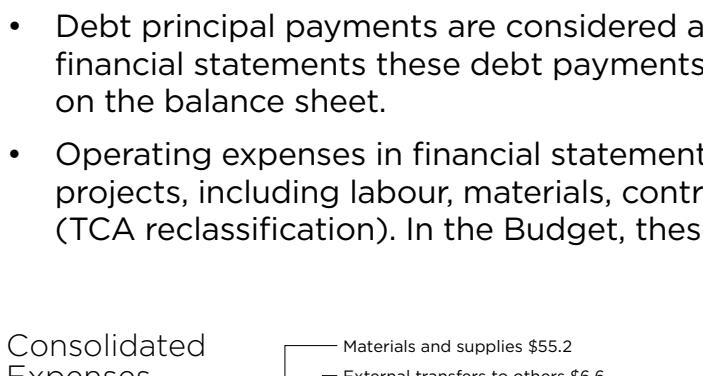 • Debt principal payments are considered a
financial statements these debt payments
on the balance sheet.
• Operating expenses in financial statement
projects, including labour, materials, contr
(TCA reclassification). In the Budget, thes
Consolidated
Expenses
Materials and supplies $55.2
External transfers to others $6.6